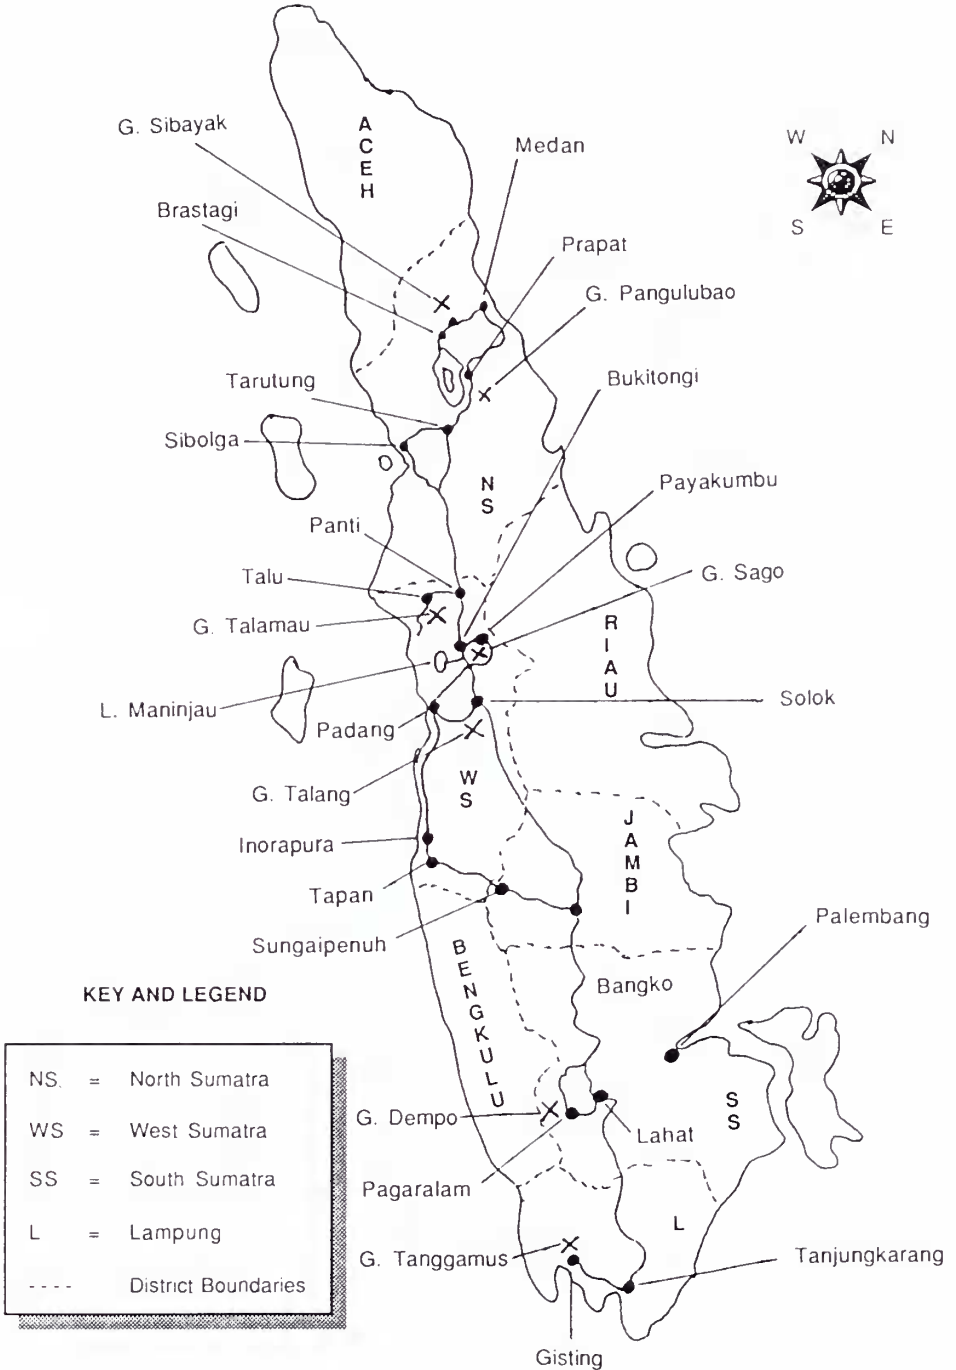 G. Sibayak
ACEH
Medan
W N
S E
Brastagi
Prapat
G. Pangulubao
Tarutung
Bukitongi
Sibolga
NS
Payakumbu
Panti
Talu
G. Sago
G. Talamau
RIAU
L. Maninjau
Solok
Padang
G. Talang
WS
JAMBI
Inorapura
Tapan
Palembang
Sungaipenuh
BENGKULU
Bangko
KEY AND LEGEND
NS. = North Sumatra
WS = West Sumatra
SS = South Sumatra
L = Lampung
---- District Boundaries
G. Dempo
SS
Lahat
Pagaralam
L
G. Tanggamus
Tanjungkarang
Gisting